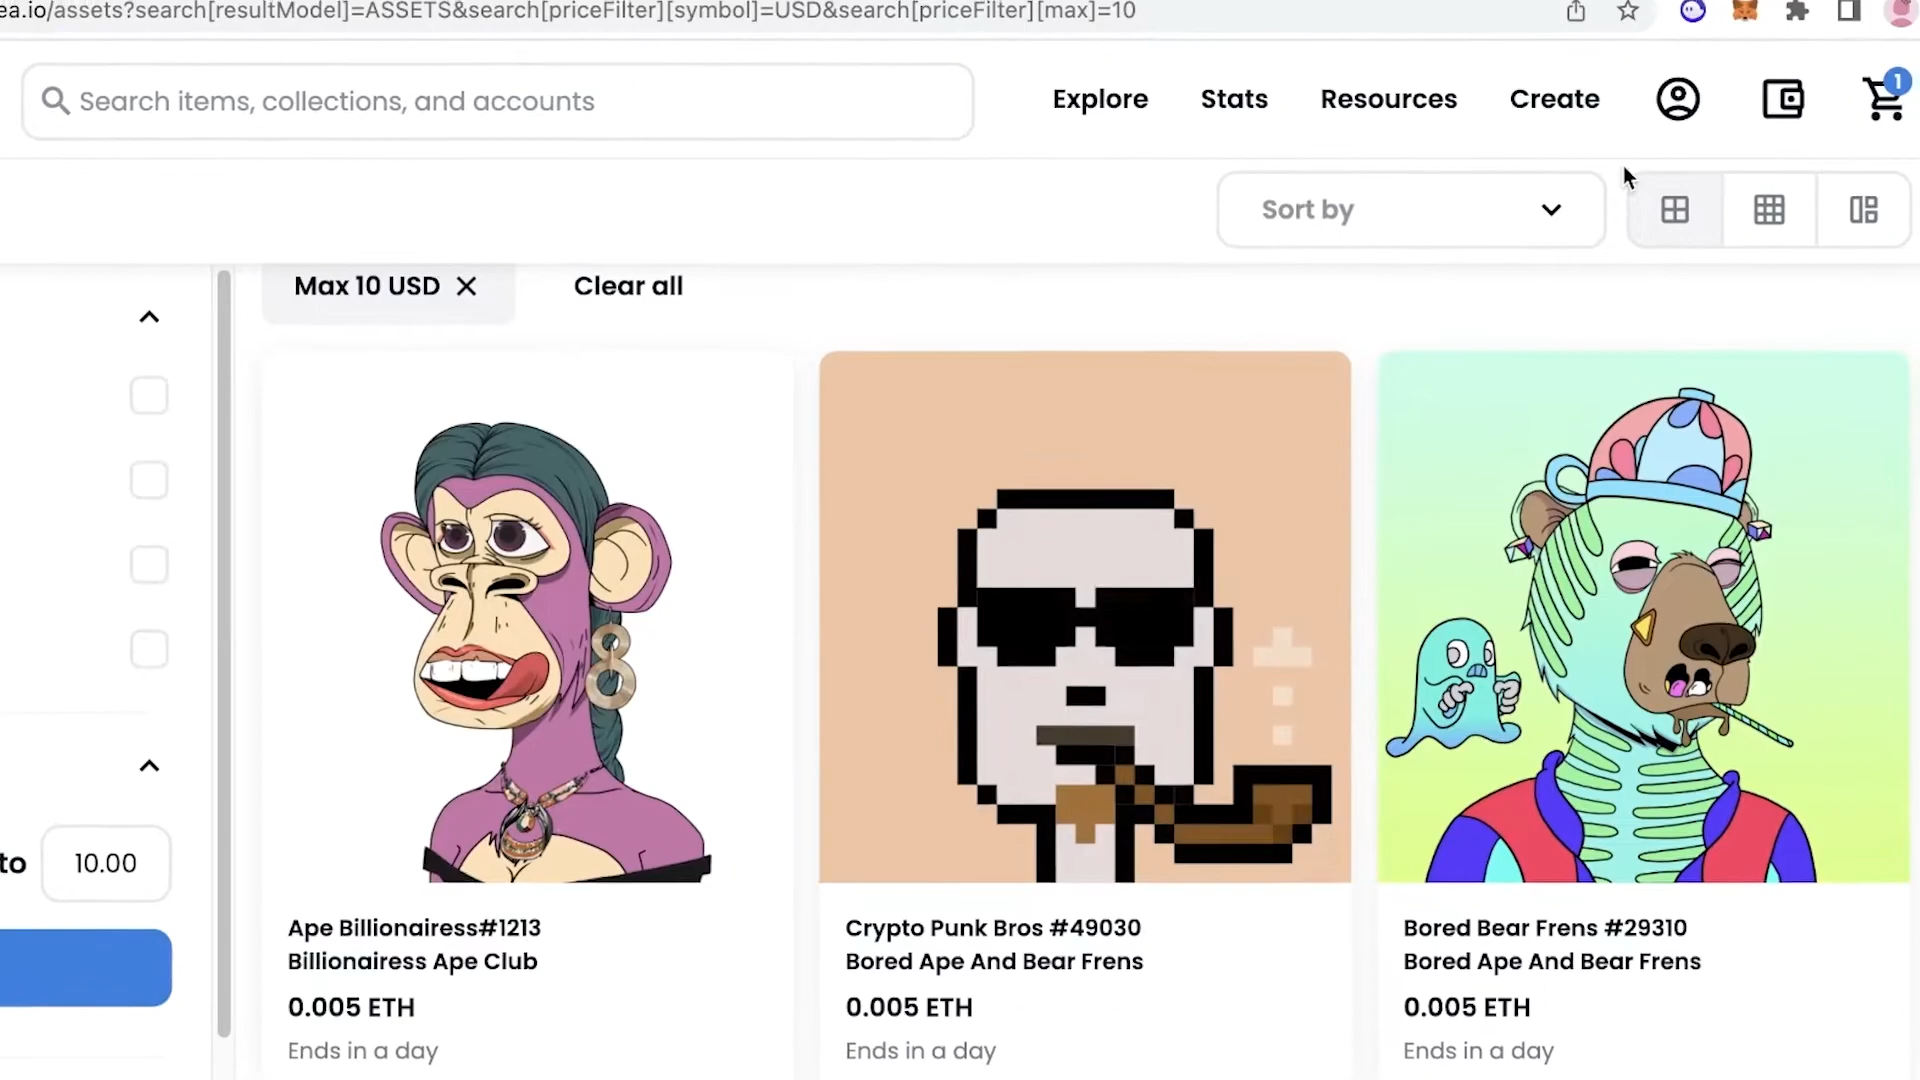 ea.io/assets?search[resultModel]=ASSETS&search[priceFilter][symbol]=USD&search[priceFilter][max]=10
Search items, collections, and accounts
Explore
Stats
Resources
Create
1
Sort by
Max 10 USD
Clear all
to
10.00
Ape Billionairess#1213
Billionairess Ape Club
0.005 ETH
Ends in a day
Crypto Punk Bros #49030
Bored Ape And Bear Frens
0.005 ETH
Ends in a day
Bored Bear Frens #29310
Bored Ape And Bear Frens
0.005 ETH
Ends in a day